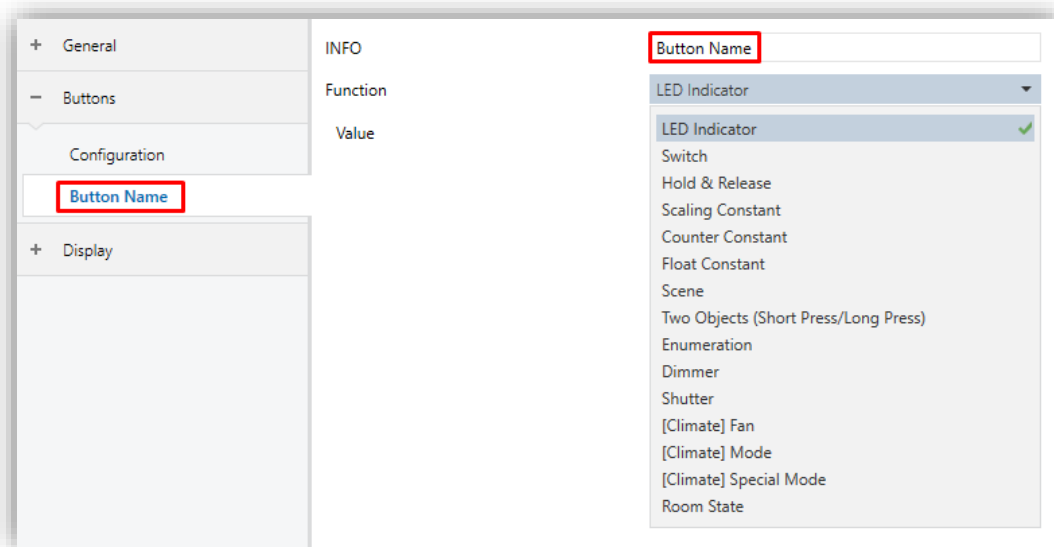 + General
− Buttons
Configuration
Button Name
+ Display
INFO
Button Name
Function
LED Indicator
Value
LED Indicator
Switch
Hold & Release
Scaling Constant
Counter Constant
Float Constant
Scene
Two Objects (Short Press/Long Press)
Enumeration
Dimmer
Shutter
[Climate] Fan
[Climate] Mode
[Climate] Special Mode
Room State